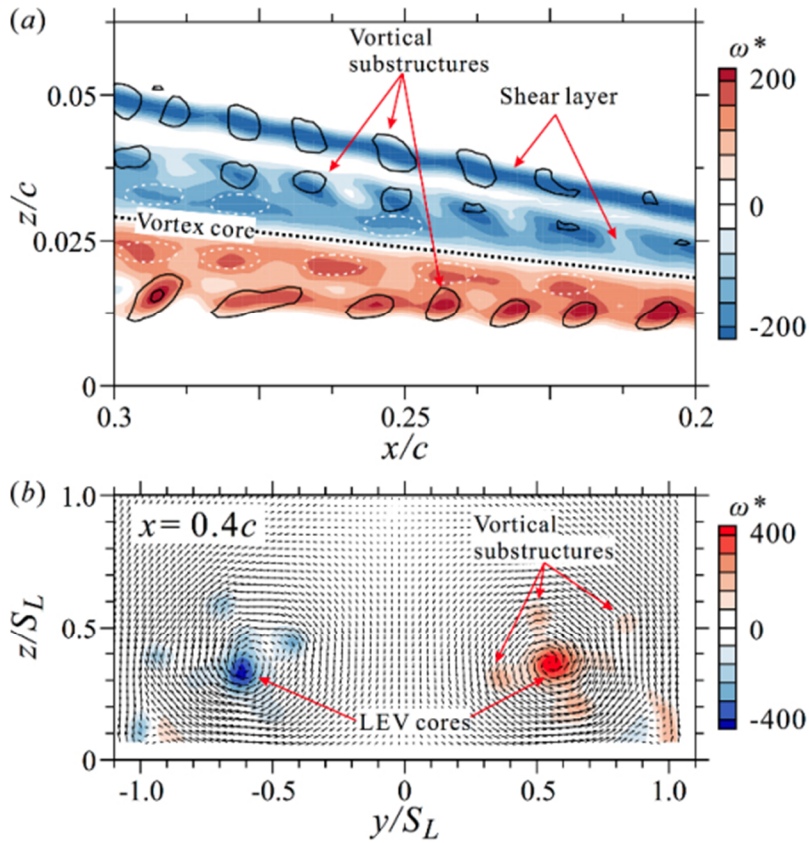 (a)
Vortical
substructures
Shear layer
ω*
200
0
-200
0.05
0.025
0
z/c
Vortex core
0.3
0.25
0.2
x/c
(b)
x= 0.4c
Vortical
substructures
ω*
400
0
-400
1.0
0.5
0
z/S_L
LEV cores
-1.0
-0.5
0
0.5
1.0
y/S_L